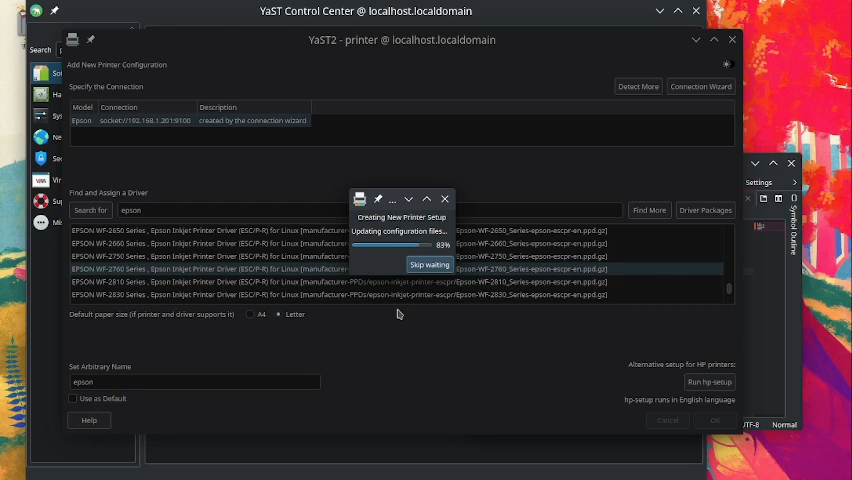 YaST Control Center @ localhost.localdomain
YaST2 - printer @ localhost.localdomain
Search
Add New Printer Configuration
Specify the Connection
Detect More
Connection Wizard
Model Connection Description
Epson socket://192.168.1.201:9100 created by the connection wizard
Settings
Find and Assign a Driver
Search for
epson
Find More
Driver Packages
Symbol Outline
...
Creating New Printer Setup
Updating configuration files...
83%
Skip waiting
EPSON WF-2650 Series , Epson Inkjet Printer Driver (ESC/P-R) for Linux [manufacturer-
Epson-WF-2650_Series-epson-escpr-en.ppd.gz]
EPSON WF-2660 Series , Epson Inkjet Printer Driver (ESC/P-R) for Linux [manufacturer-
Epson-WF-2660_Series-epson-escpr-en.ppd.gz]
EPSON WF-2750 Series , Epson Inkjet Printer Driver (ESC/P-R) for Linux [manufacturer-
Epson-WF-2750_Series-epson-escpr-en.ppd.gz]
EPSON WF-2760 Series , Epson Inkjet Printer Driver (ESC/P-R) for Linux [manufacturer-
Epson-WF-2760_Series-epson-escpr-en.ppd.gz]
EPSON WF-2810 Series , Epson Inkjet Printer Driver (ESC/P-R) for Linux [manufacturer-PPDs/epson-inkjet-printer-escpr/Epson-WF-2810_Series-epson-escpr-en.ppd.gz]
EPSON WF-2830 Series , Epson Inkjet Printer Driver (ESC/P-R) for Linux [manufacturer-PPDs/epson-inkjet-printer-escpr/Epson-WF-2830_Series-epson-escpr-en.ppd.gz]
Default paper size (if printer and driver supports it) A4 Letter
Set Arbitrary Name
epson
Use as Default
Alternative setup for HP printers:
Run hp-setup
hp-setup runs in English language
Help
Cancel
OK
UTF-8 Normal